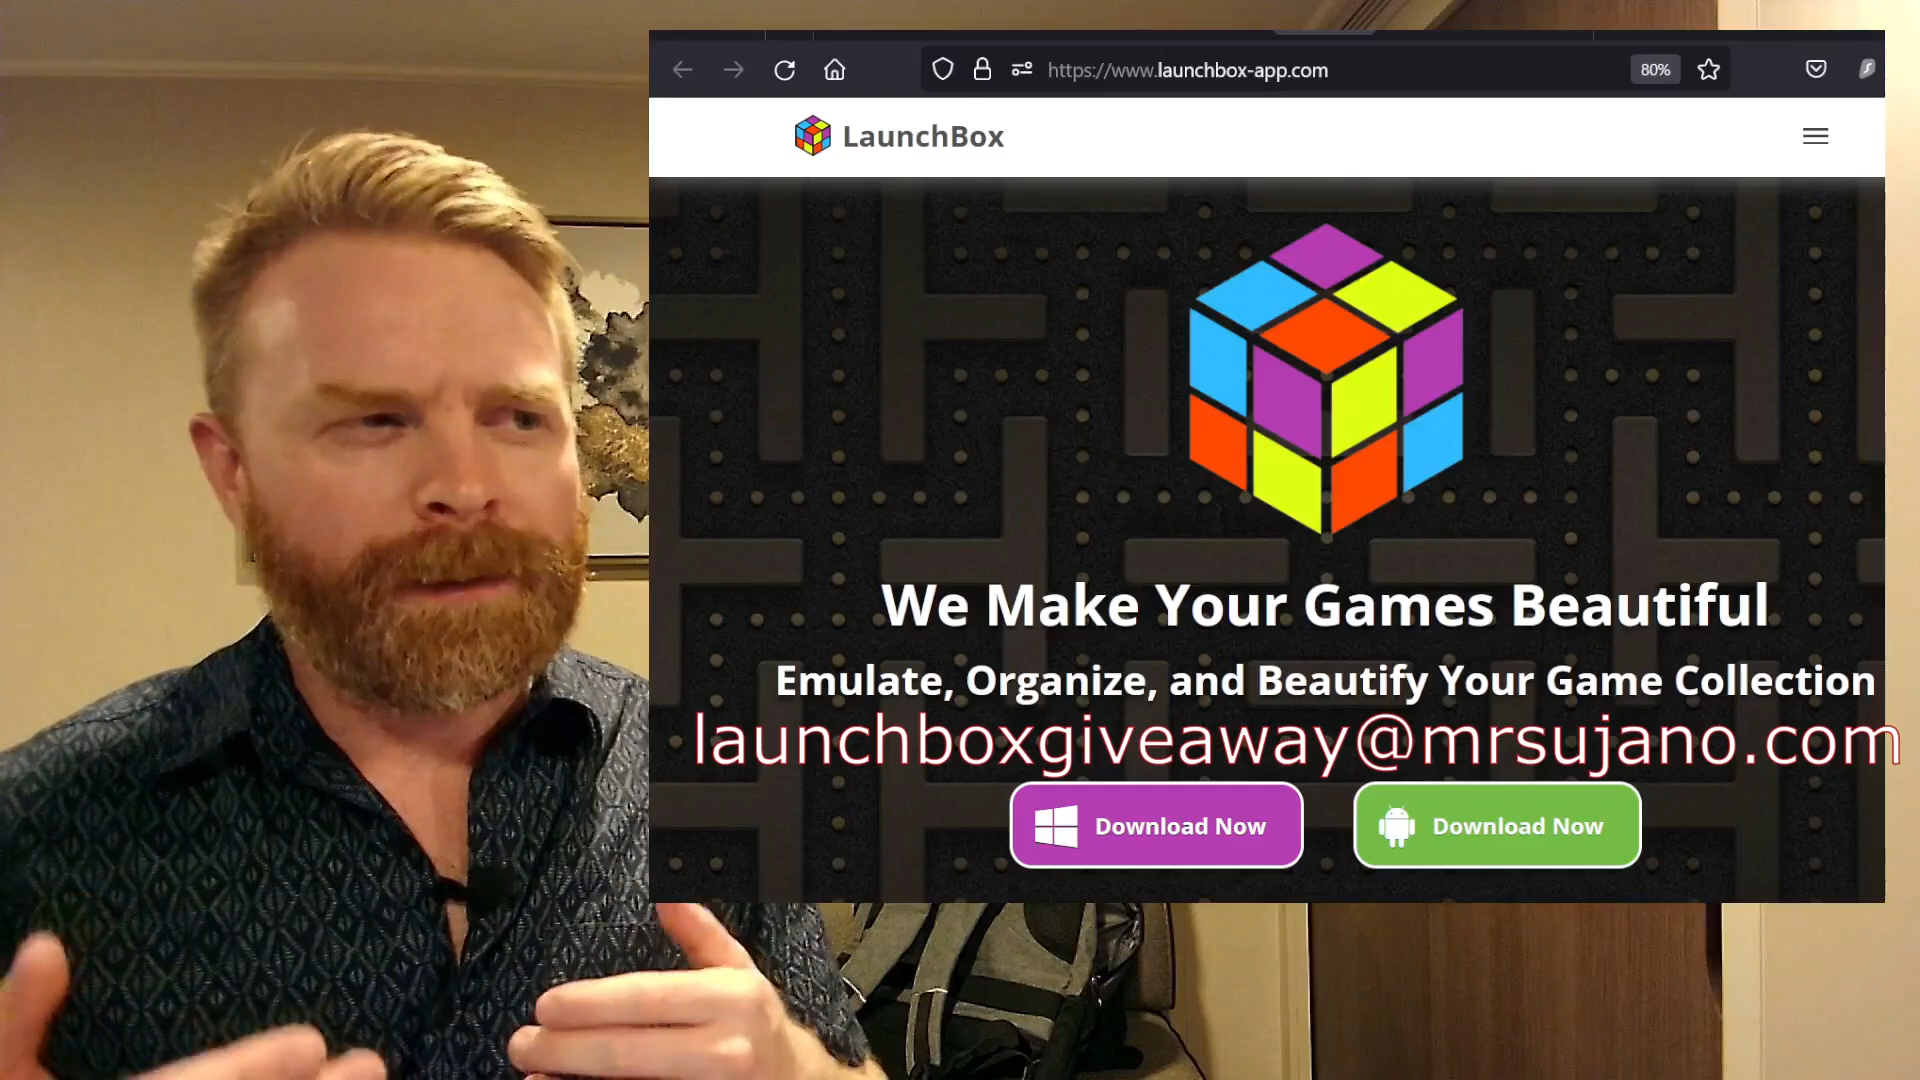 https://www.launchbox-app.com
80%
LaunchBox
We Make Your Games Beautiful
Emulate, Organize, and Beautify Your Game Collection
launchboxgiveaway@mrsujano.com
Download Now
Download Now